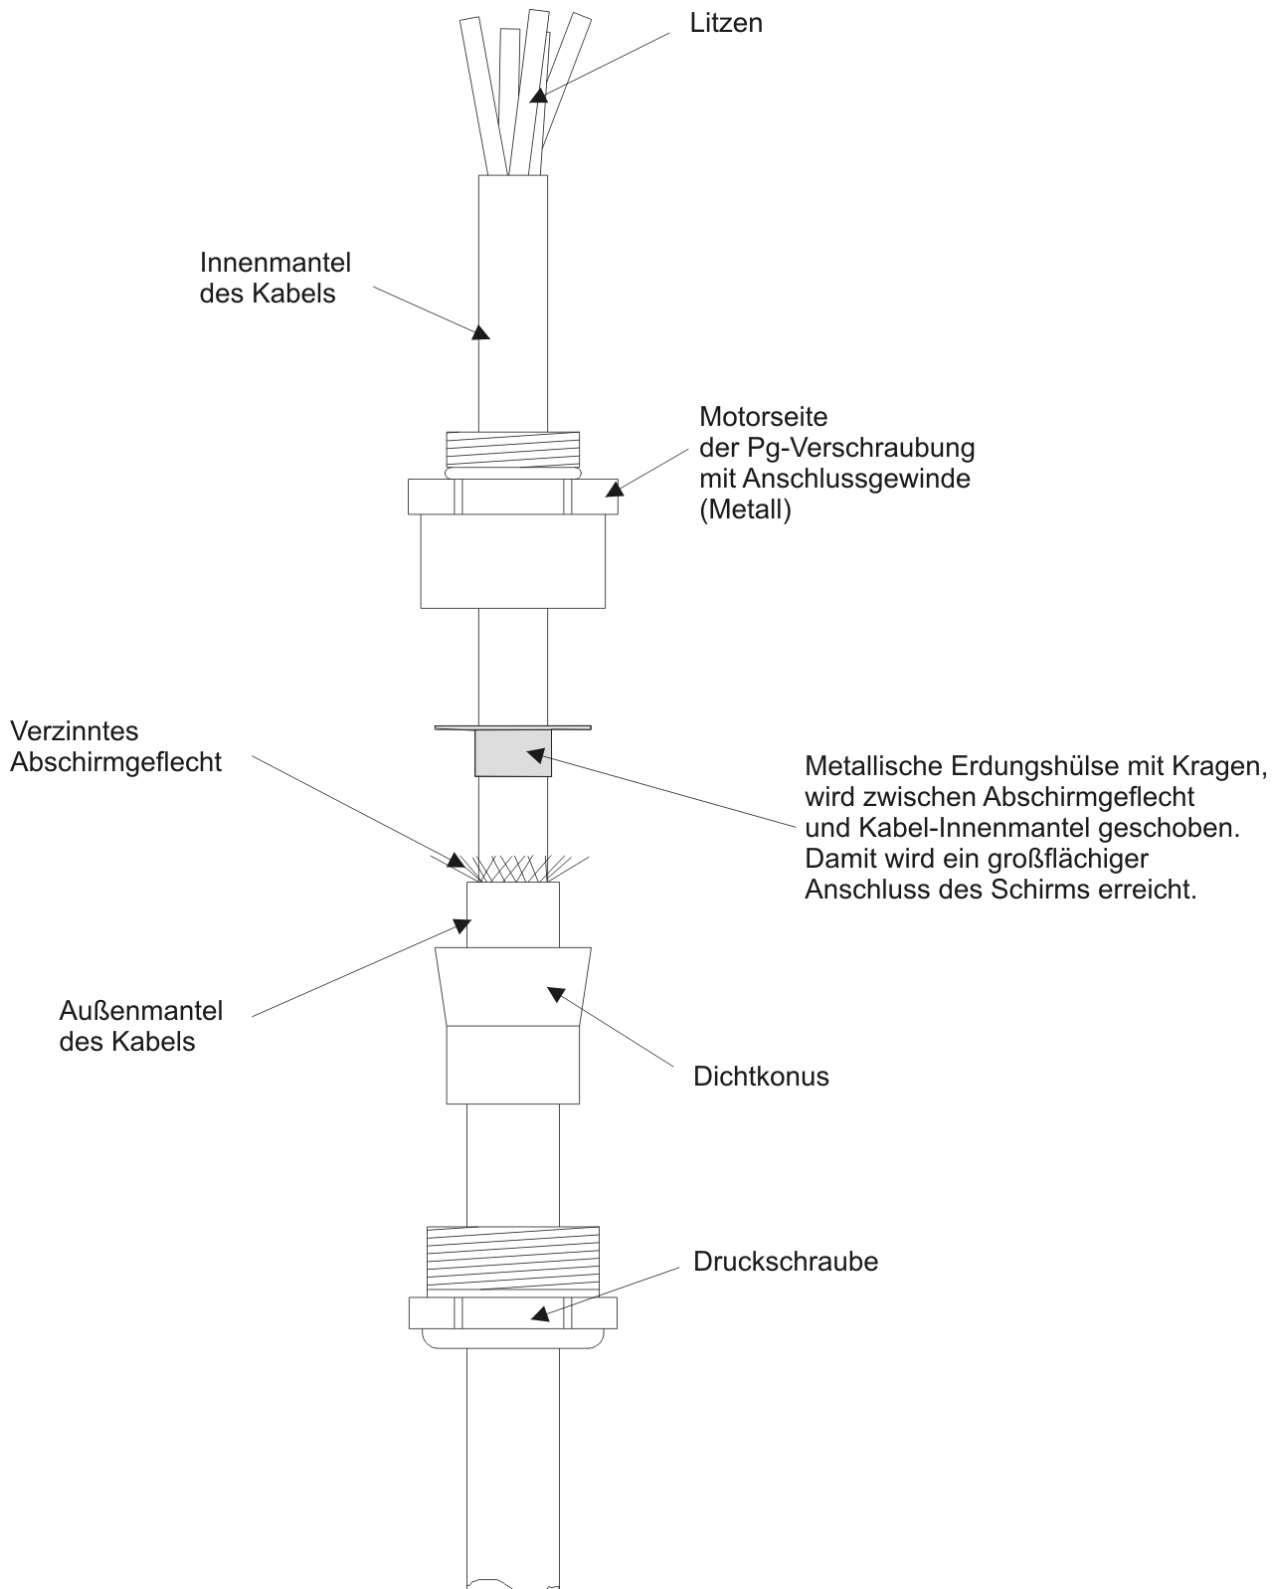 Litzen
Innenmantel
des Kabels
Motorseite
der Pg-Verschraubung
mit Anschlussgewinde
(Metall)
Verzinntes
Abschirmgeflecht
Metallische Erdungshülse mit Kragen,
wird zwischen Abschirmgeflecht
und Kabel-Innenmantel geschoben.
Damit wird ein großflächiger
Anschluss des Schirms erreicht.
Außenmantel
des Kabels
Dichtkonus
Druckschraube